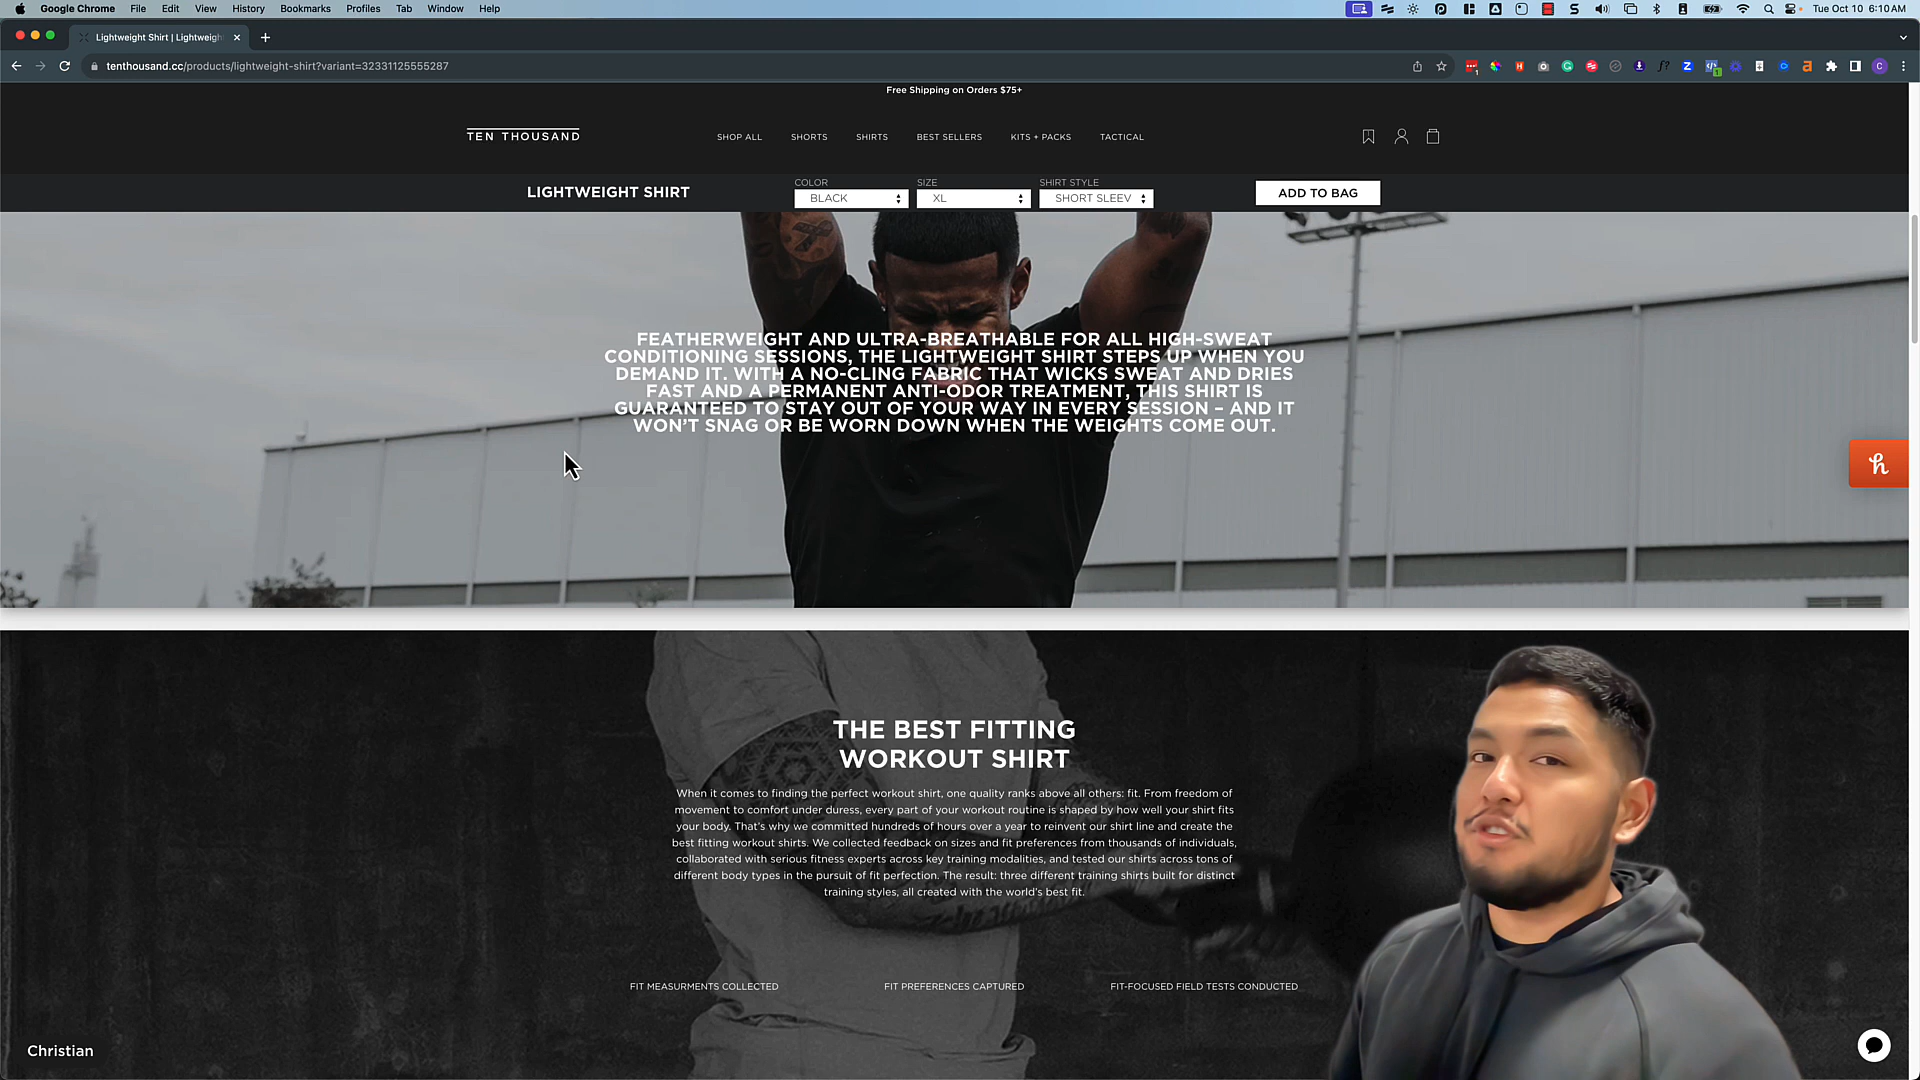 Google Chrome File Edit View History Bookmarks Profiles Tab Window Help Tue Oct 10 6:10 AM
Lightweight Shirt | Lightweigh
tenthousand.cc/products/lightweight-shirt?variant=32331125555287
Free Shipping on Orders $75+
TEN THOUSAND SHOP ALL SHORTS SHIRTS BEST SELLERS KITS + PACKS TACTICAL
COLOR SIZE SHIRT STYLE
LIGHTWEIGHT SHIRT BLACK XL SHORT SLEEV ADD TO BAG
FEATHERWEIGHT AND ULTRA-BREATHABLE FOR ALL HIGH-SWEAT
CONDITIONING SESSIONS, THE LIGHTWEIGHT SHIRT STEPS UP WHEN YOU
DEMAND IT. WITH A NO-CLING FABRIC THAT WICKS SWEAT AND DRIES
FAST AND A PERMANENT ANTI-ODOR TREATMENT, THIS SHIRT IS
GUARANTEED TO STAY OUT OF YOUR WAY IN EVERY SESSION – AND IT
WON'T SNAG OR BE WORN DOWN WHEN THE WEIGHTS COME OUT.
THE BEST FITTING
WORKOUT SHIRT
When it comes to finding the perfect workout shirt, one quality ranks above all others: fit. From freedom of
movement to comfort under duress, every part of your workout routine is shaped by how well your shirt fits
your body. That's why we committed hundreds of hours over a year to reinvent our shirt line and create the
best fitting workout shirts. We collected feedback on sizes and fit preferences from thousands of individuals,
collaborated with serious fitness experts across key training modalities, and tested our shirts across tons of
different body types in the pursuit of fit perfection. The result: three different training shirts built for distinct
training styles, all created with the world's best fit.
FIT MEASURMENTS COLLECTED FIT PREFERENCES CAPTURED FIT-FOCUSED FIELD TESTS CONDUCTED
Christian